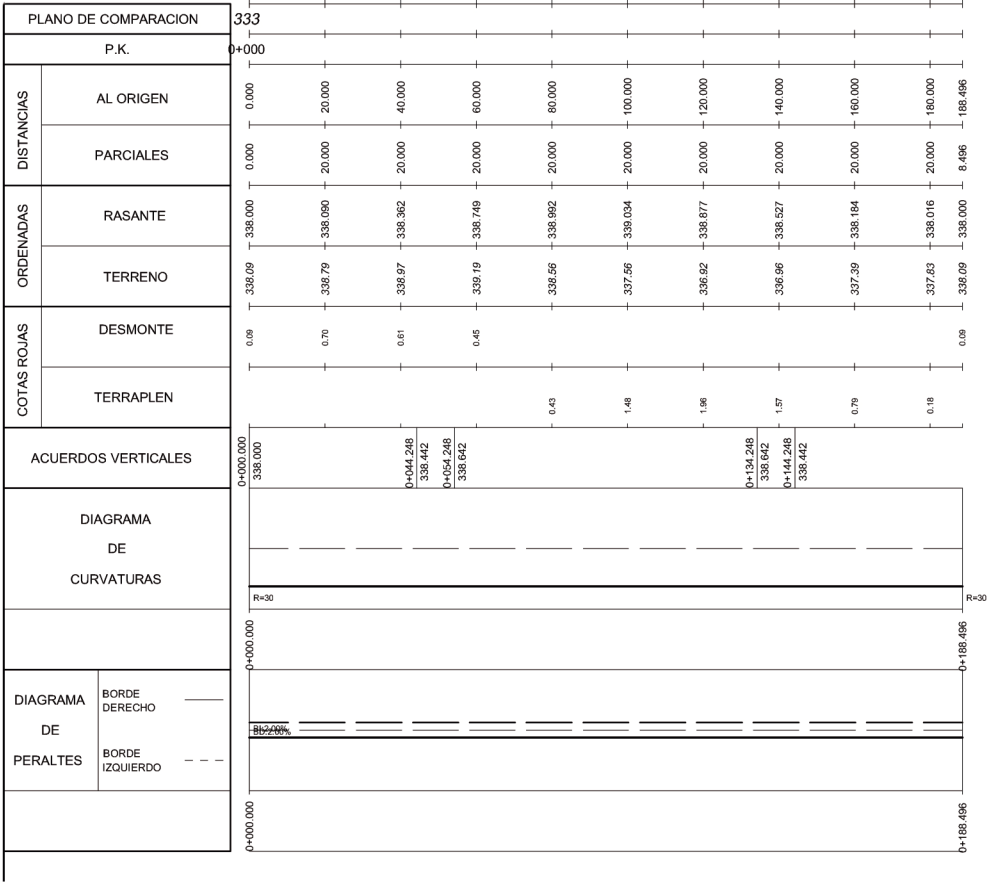 PLANO DE COMPARACION 333
P.K. 0+000
DISTANCIAS
AL ORIGEN 0.000 20.000 40.000 60.000 80.000 100.000 120.000 140.000 160.000 180.000 188.496
PARCIALES 0.000 20.000 20.000 20.000 20.000 20.000 20.000 20.000 20.000 20.000 8.496
ORDENADAS
RASANTE 338.000 338.090 338.362 338.749 338.992 339.034 338.877 338.527 338.184 338.016 338.000
TERRENO 338.09 338.79 338.97 339.19 338.56 337.56 336.92 336.96 337.39 337.83 338.09
COTAS ROJAS
DESMONTE 0.09 0.70 0.61 0.45 0.09
TERRAPLEN 0.43 1.48 1.96 1.57 0.79 0.18
ACUERDOS VERTICALES
0+000.000 338.000
0+044.248 338.442
0+054.248 338.642
0+134.248 338.642
0+144.248 338.442
DIAGRAMA
DE
CURVATURAS
R=30 R=30
0+000.000 0+188.496
DIAGRAMA
DE
PERALTES
BORDE
DERECHO
BORDE
IZQUIERDO
BI:2.00%
BD:2.00%
0+000.000 0+188.496